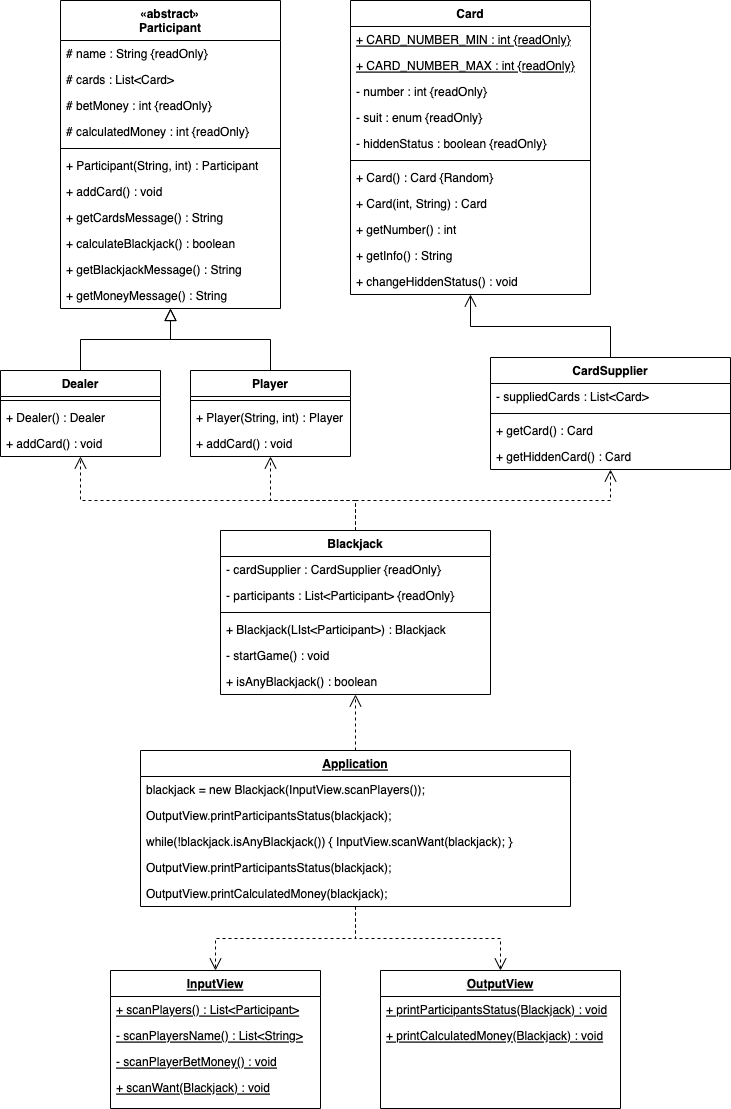 «abstract»
Participant
# name : String {readOnly}
# cards : List<Card>
# betMoney : int {readOnly}
# calculatedMoney : int {readOnly}
+ Participant(String, int) : Participant
+ addCard() : void
+ getCardsMessage() : String
+ calculateBlackjack() : boolean
+ getBlackjackMessage() : String
+ getMoneyMessage() : String
Card
+ CARD_NUMBER_MIN : int {readOnly}
+ CARD_NUMBER_MAX : int {readOnly}
- number : int {readOnly}
- suit : enum {readOnly}
- hiddenStatus : boolean {readOnly}
+ Card() : Card {Random}
+ Card(int, String) : Card
+ getNumber() : int
+ getInfo() : String
+ changeHiddenStatus() : void
Dealer
+ Dealer() : Dealer
+ addCard() : void
Player
+ Player(String, int) : Player
+ addCard() : void
CardSupplier
- suppliedCards : List<Card>
+ getCard() : Card
+ getHiddenCard() : Card
Blackjack
- cardSupplier : CardSupplier {readOnly}
- participants : List<Participant> {readOnly}
+ Blackjack(LIst<Participant>) : Blackjack
- startGame() : void
+ isAnyBlackjack() : boolean
Application
blackjack = new Blackjack(InputView.scanPlayers());
OutputView.printParticipantsStatus(blackjack);
while(!blackjack.isAnyBlackjack()) { InputView.scanWant(blackjack); }
OutputView.printParticipantsStatus(blackjack);
OutputView.printCalculatedMoney(blackjack);
InputView
+ scanPlayers() : List<Participant>
- scanPlayersName() : List<String>
- scanPlayerBetMoney() : void
+ scanWant(Blackjack) : void
OutputView
+ printParticipantsStatus(Blackjack) : void
+ printCalculatedMoney(Blackjack) : void